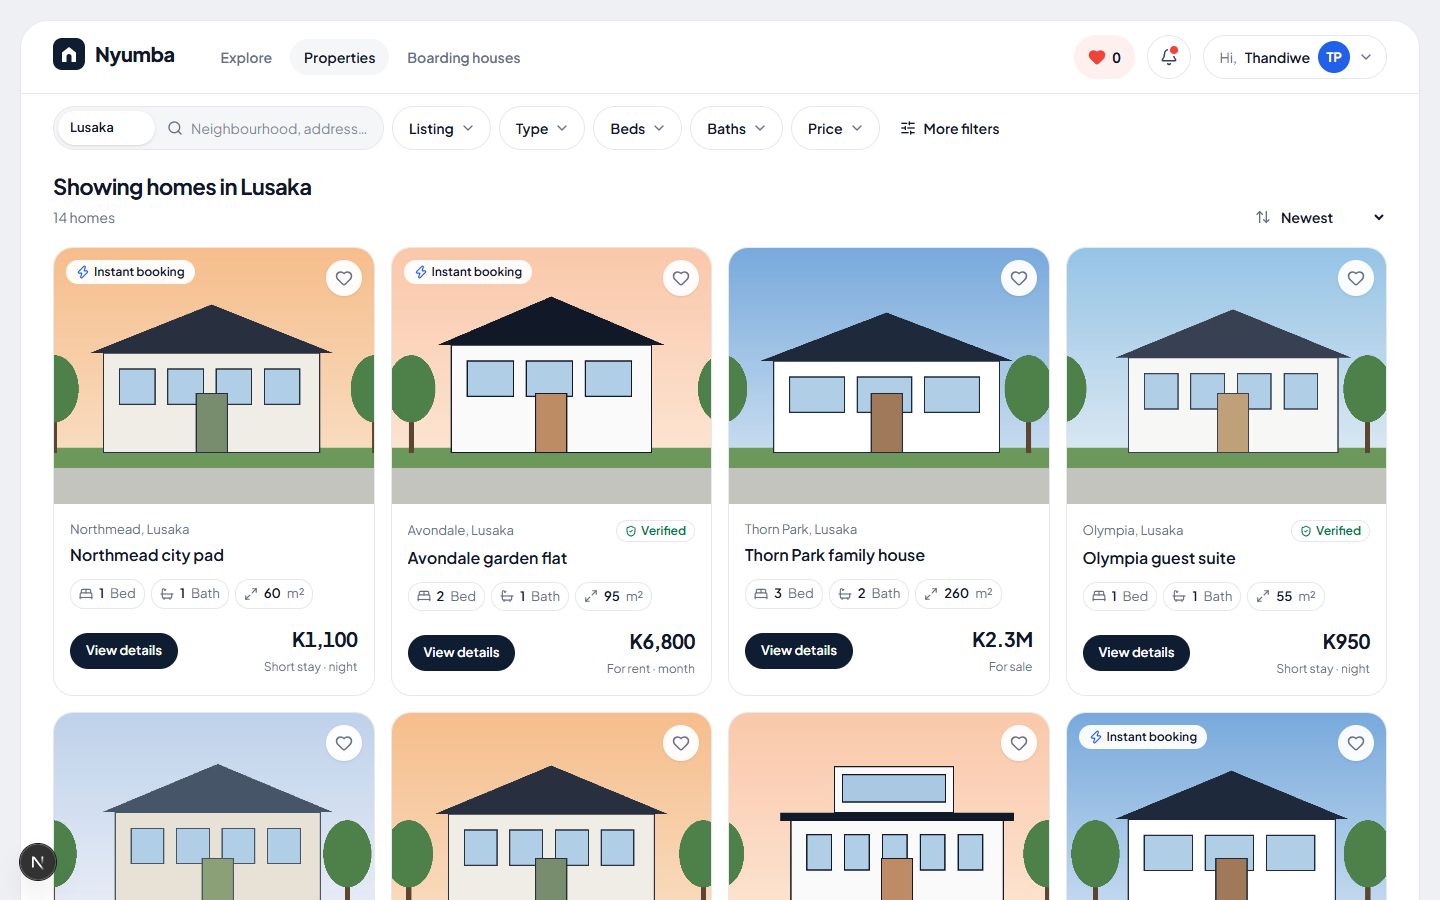 Nyumba
Explore
Properties
Boarding houses
0
Hi, Thandiwe
TP
Lusaka
Neighbourhood, address...
Listing
Type
Beds
Baths
Price
More filters
Showing homes in Lusaka
14 homes
Newest
Instant booking
Northmead, Lusaka
Northmead city pad
1 Bed
1 Bath
60 m²
View details
K1,100
Short stay · night
Instant booking
Avondale, Lusaka
Verified
Avondale garden flat
2 Bed
1 Bath
95 m²
View details
K6,800
For rent · month
Thorn Park, Lusaka
Thorn Park family house
3 Bed
2 Bath
260 m²
View details
K2.3M
For sale
Olympia, Lusaka
Verified
Olympia guest suite
1 Bed
1 Bath
55 m²
View details
K950
Short stay · night
Instant booking
N